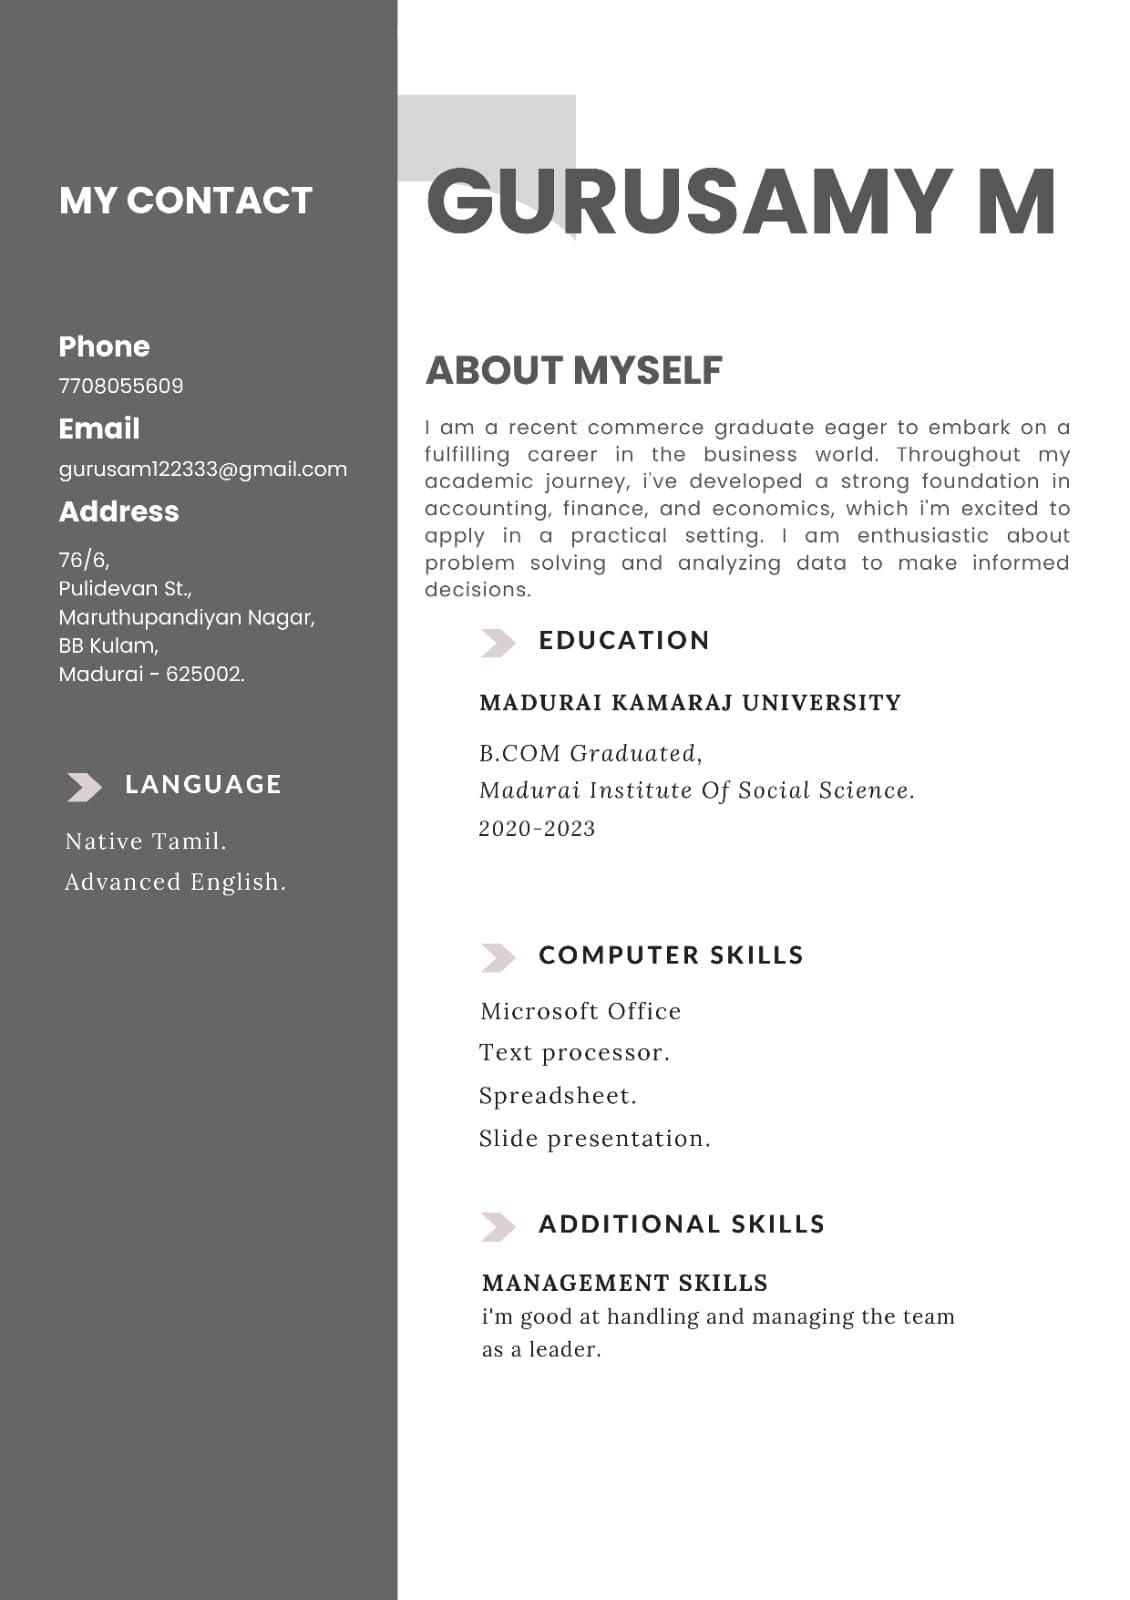 MY CONTACT
Phone
7708055609
Email
gurusam122333@gmail.com
Address
76/6,
Pulidevan St.,
Maruthupandiyan Nagar,
BB Kulam,
Madurai - 625002.
LANGUAGE
Native Tamil.
Advanced English.
GURUSAMY M
ABOUT MYSELF
I am a recent commerce graduate eager to embark on a
fulfilling career in the business world. Throughout my
academic journey, i've developed a strong foundation in
accounting, finance, and economics, which i'm excited to
apply in a practical setting. I am enthusiastic about
problem solving and analyzing data to make informed
decisions.
EDUCATION
MADURAI KAMARAJ UNIVERSITY
B.COM Graduated,
Madurai Institute Of Social Science.
2020-2023
COMPUTER SKILLS
Microsoft Office
Text processor.
Spreadsheet.
Slide presentation.
ADDITIONAL SKILLS
MANAGEMENT SKILLS
i'm good at handling and managing the team
as a leader.